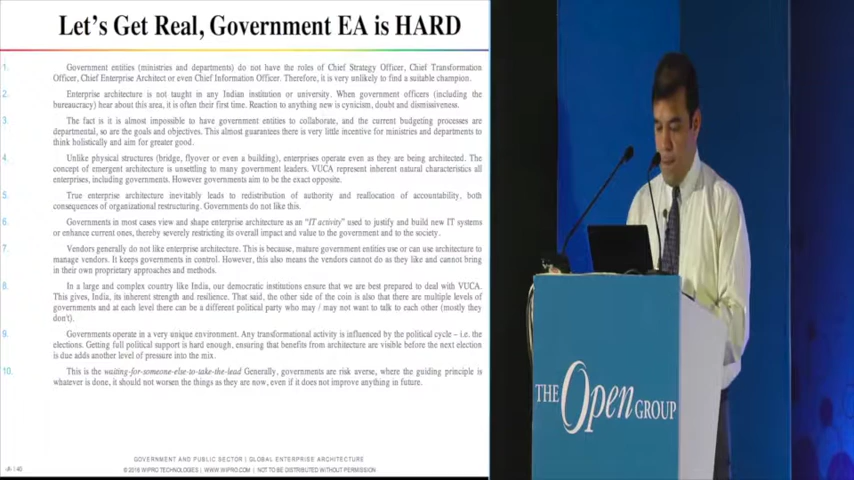 Let's Get Real, Government EA is HARD
1. Government entities (ministries and departments) do not have the roles of Chief Strategy Officer, Chief Transformation
Officer, Chief Enterprise Architect or even Chief Information Officer. Therefore, it is very unlikely to find a suitable champion.
2. Enterprise architecture is not taught in any Indian institution or university. When government officers (including the
bureaucracy) hear about this area, it is often their first time. Reaction to anything new is cynicism, doubt and dismissiveness.
3. The fact is it is almost impossible to have government entities to collaborate, and the current budgeting processes are
departmental, so are the goals and objectives. This almost guarantees there is very little incentive for ministries and departments to
think holistically and aim for greater good.
4. Unlike physical structures (bridge, flyover or even a building), enterprises operate even as they are being architected. The
concept of emergent architecture is unsettling to many government leaders. VUCA represent inherent natural characteristics all
enterprises, including governments. However governments aim to be the exact opposite.
5. True enterprise architecture inevitably leads to redistribution of authority and reallocation of accountability, both
consequences of organizational restructuring. Governments do not like this.
6. Governments in most cases view and shape enterprise architecture as an "IT activity" used to justify and build new IT systems
or enhance current ones, thereby severely restricting its overall impact and value to the government and to the society.
7. Vendors generally do not like enterprise architecture. This is because, mature government entities use or can use architecture to
manage vendors. It keeps governments in control. However, this also means the vendors cannot do as they like and cannot bring
in their own proprietary approaches and methods.
8. In a large and complex country like India, our democratic institutions ensure that we are best prepared to deal with VUCA.
This gives, India, its inherent strength and resilience. That said, the other side of the coin is also that there are multiple levels of
governments and at each level there can be a different political party who may / may not want to talk to each other (mostly they
don't).
9. Governments operate in a very unique environment. Any transformational activity is influenced by the political cycle – i.e. the
elections. Getting full political support is hard enough, ensuring that benefits from architecture are visible before the next election
is due adds another level of pressure into the mix.
10. This is the waiting-for-someone-else-to-take-the-lead Generally, governments are risk averse, where the guiding principle is
whatever is done, it should not worsen the things as they are now, even if it does not improve anything in future.
GOVERNMENT AND PUBLIC SECTOR | GLOBAL ENTERPRISE ARCHITECTURE
© 2016 WIPRO TECHNOLOGIES | WWW.WIPRO.COM | NOT TO BE DISTRIBUTED WITHOUT PERMISSION
THE Open GROUP